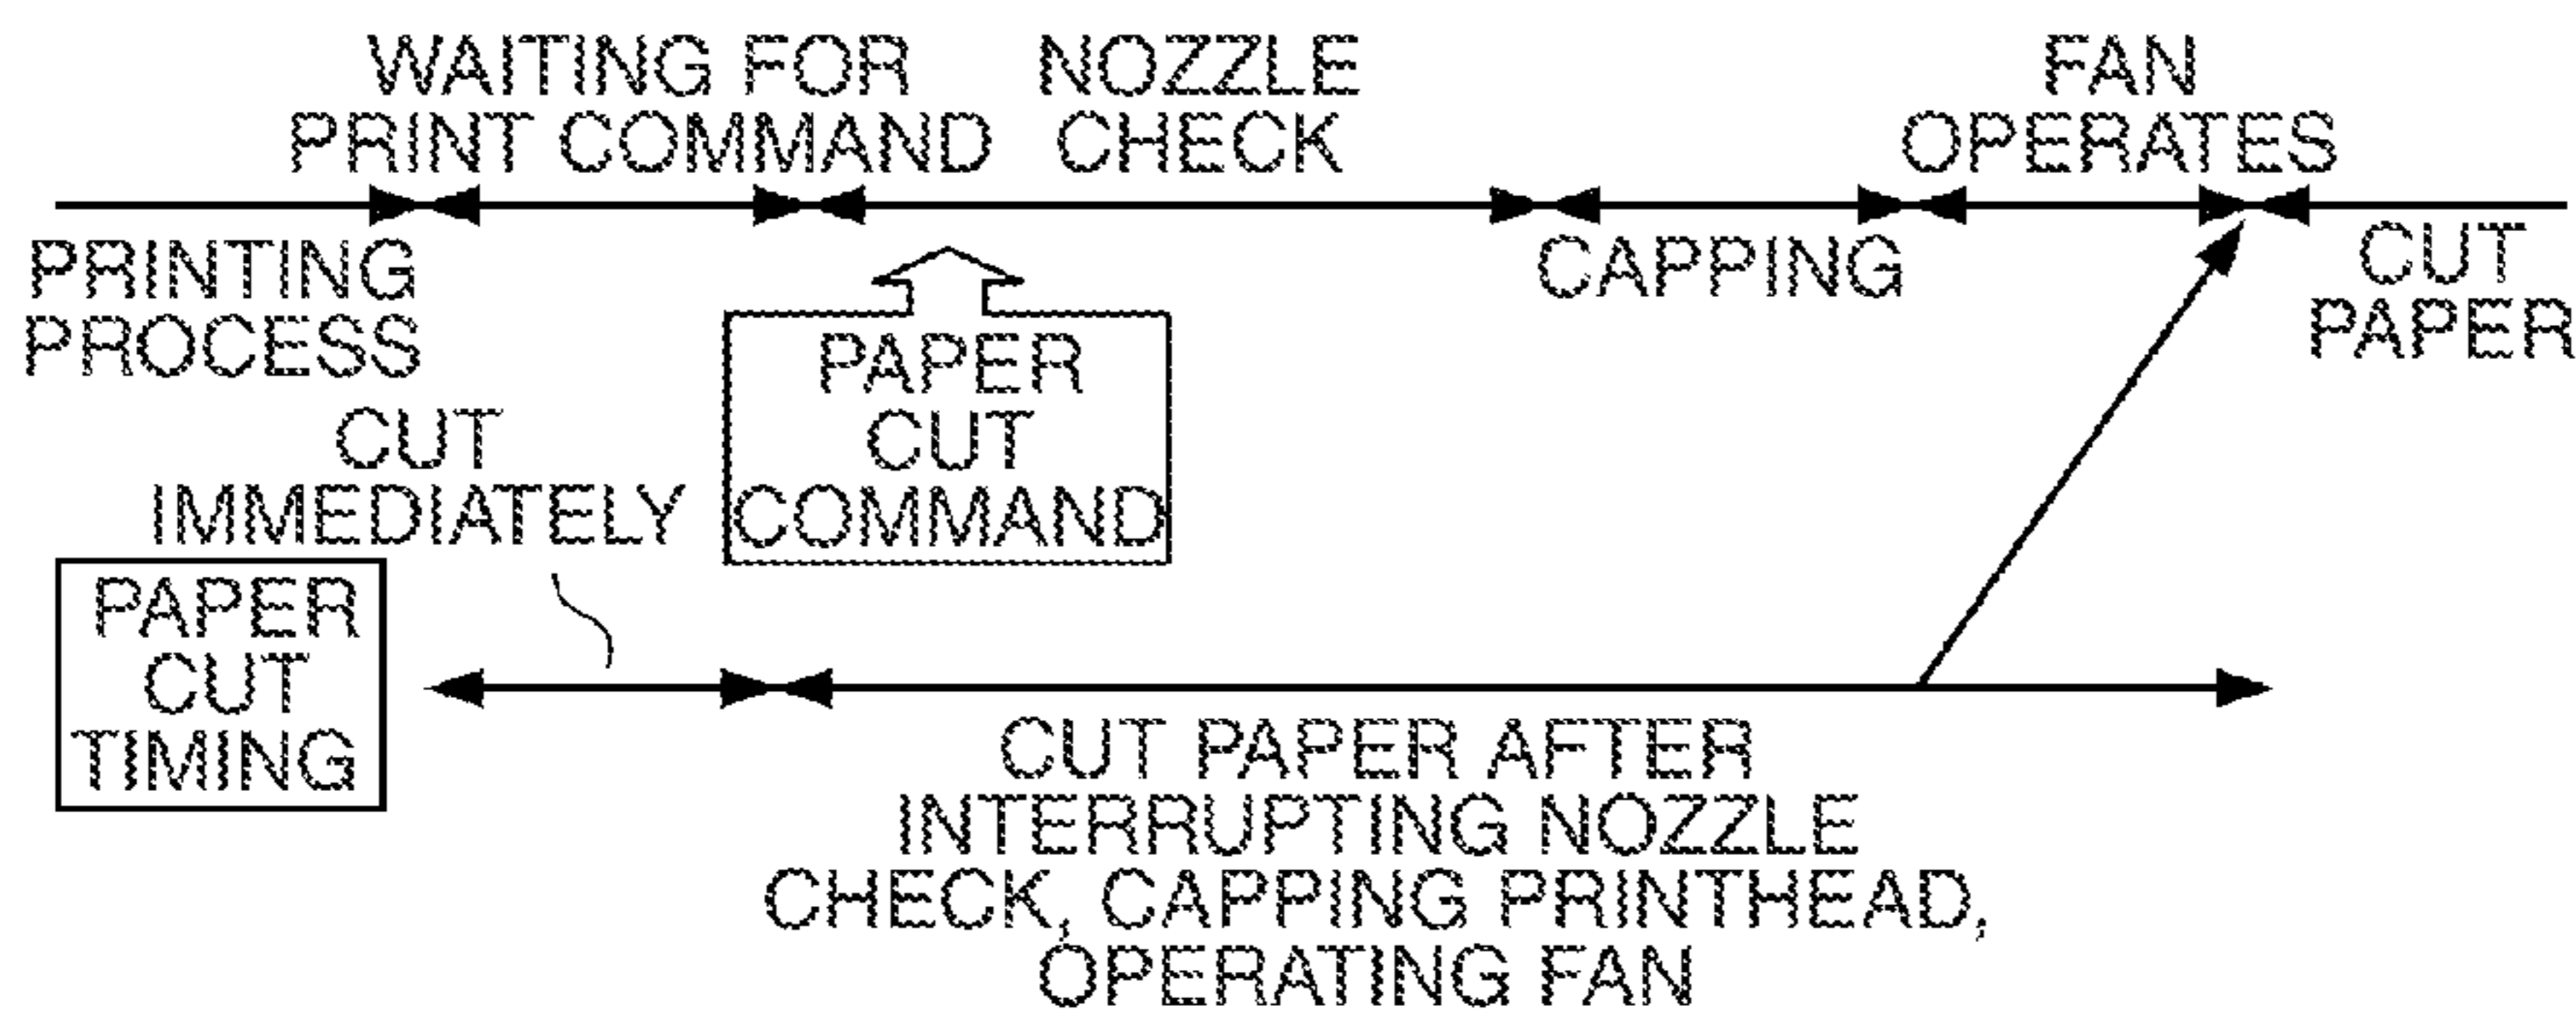 WAITING FOR
PRINT COMMAND
NOZZLE
CHECK
FAN
OPERATES
PRINTING
PROCESS
CAPPING
CUT
PAPER
PAPER
CUT
COMMAND
CUT
IMMEDIATELY
PAPER
CUT
TIMING
CUT PAPER AFTER
INTERRUPTING NOZZLE
CHECK, CAPPING PRINTHEAD,
OPERATING FAN